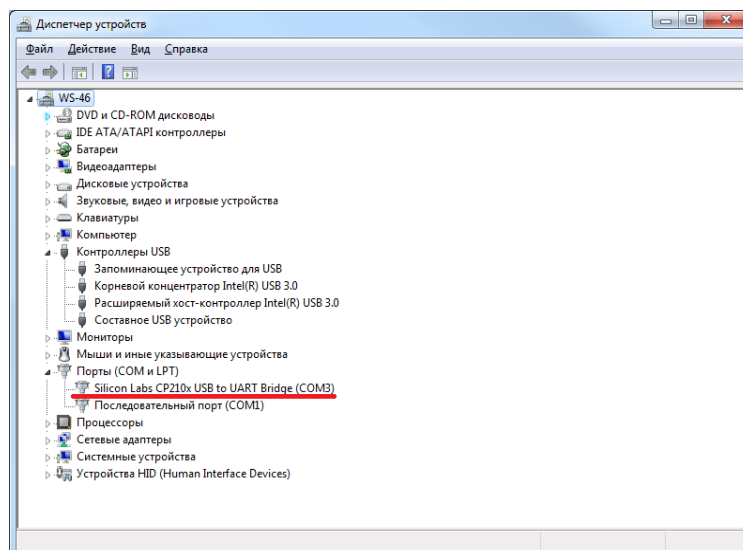 Диспетчер устройств
Файл Действие Вид Справка
WS-46
DVD и CD-ROM дисководы
IDE ATA/ATAPI контроллеры
Батареи
Видеоадаптеры
Дисковые устройства
Звуковые, видео и игровые устройства
Клавиатуры
Компьютер
Контроллеры USB
Запоминающее устройство для USB
Корневой концентратор Intel(R) USB 3.0
Расширяемый хост-контроллер Intel(R) USB 3.0
Составное USB устройство
Мониторы
Мыши и иные указывающие устройства
Порты (COM и LPT)
Silicon Labs CP210x USB to UART Bridge (COM3)
Последовательный порт (COM1)
Процессоры
Сетевые адаптеры
Системные устройства
Устройства HID (Human Interface Devices)